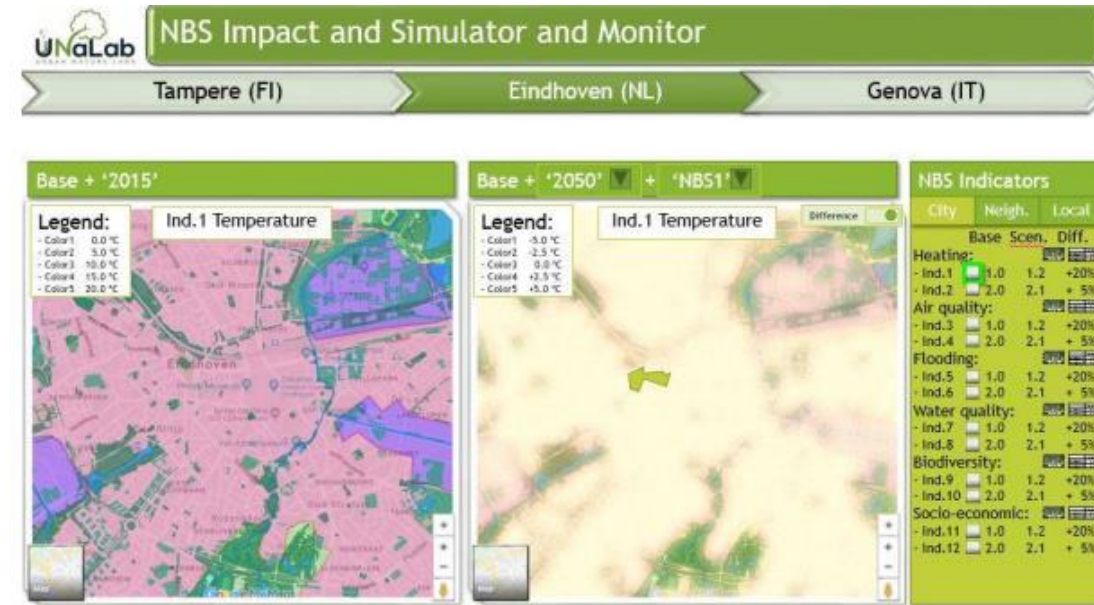 UNaLab
URBAN NATURE LABS
NBS Impact and Simulator and Monitor
Tampere (FI)
Eindhoven (NL)
Genova (IT)
Base + '2015'
Legend:
- Color1 0.0 °C
- Color2 5.0 °C
- Color3 10.0 °C
- Color4 15.0 °C
- Color5 20.0 °C
Ind.1 Temperature
Eindhoven
Map
Base + '2050' + 'NBS1'
Legend:
- Color1 -5.0 °C
- Color2 -2.5 °C
- Color3 0.0 °C
- Color4 +2.5 °C
- Color5 +5.0 °C
Ind.1 Temperature
Difference
Map
NBS Indicators
City Neigh. Local
Base Scen. Diff.
Heating:
- Ind.1 1.0 1.2 +20%
- Ind.2 2.0 2.1 + 5%
Air quality:
- Ind.3 1.0 1.2 +20%
- Ind.4 2.0 2.1 + 5%
Flooding:
- Ind.5 1.0 1.2 +20%
- Ind.6 2.0 2.1 + 5%
Water quality:
- Ind.7 1.0 1.2 +20%
- Ind.8 2.0 2.1 + 5%
Biodiversity:
- Ind.9 1.0 1.2 +20%
- Ind.10 2.0 2.1 + 5%
Socio-economic:
- Ind.11 1.0 1.2 +20%
- Ind.12 2.0 2.1 + 5%